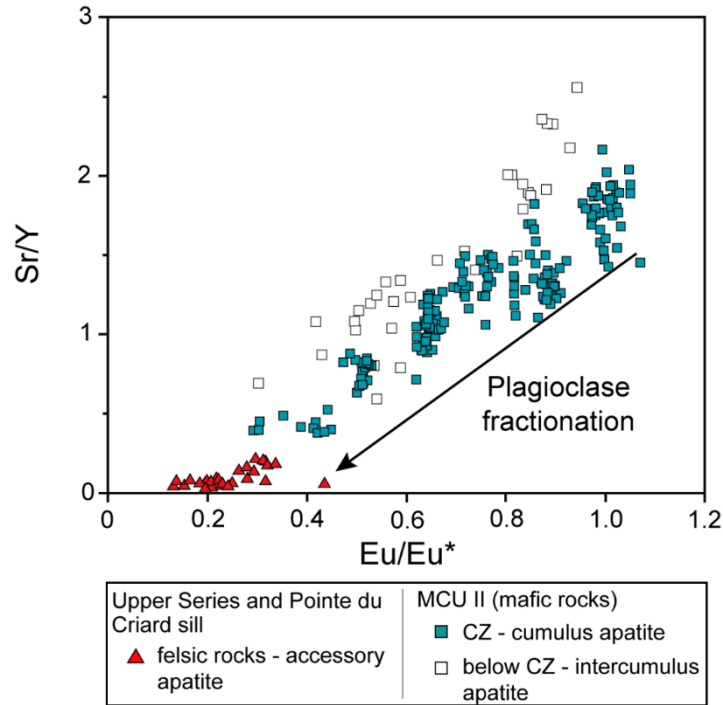 3
2
1
0
Sr/Y
0
0.2
0.4
0.6
0.8
1.0
1.2
Eu/Eu*
Plagioclase
fractionation
Upper Series and Pointe du
Criard sill
felsic rocks - accessory
apatite
MCU II (mafic rocks)
CZ - cumulus apatite
below CZ - intercumulus
apatite